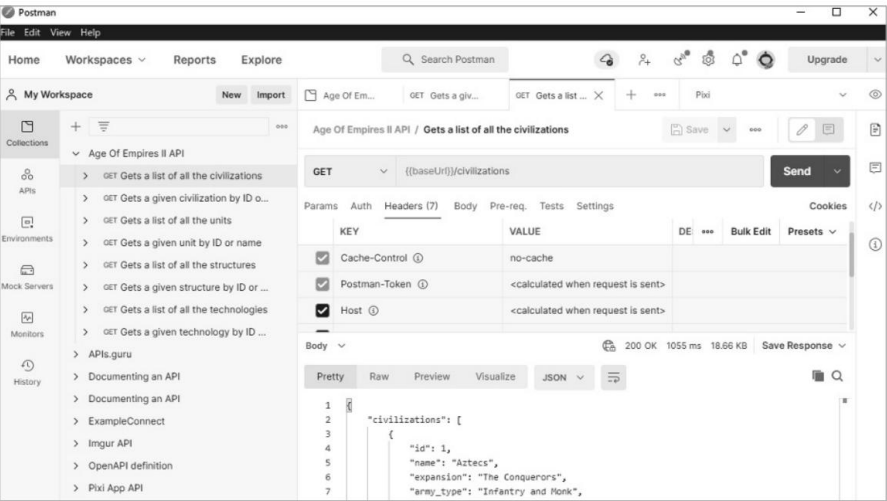 Postman
File Edit View Help
Home Workspaces Reports Explore Search Postman Upgrade
My Workspace New Import
Age Of Em... GET Gets a giv... GET Gets a list ... Pixi
Collections
APIs
Environments
Mock Servers
Monitors
History
Age Of Empires II API
GET Gets a list of all the civilizations
GET Gets a given civilization by ID o...
GET Gets a list of all the units
GET Gets a given unit by ID or name
GET Gets a list of all the structures
GET Gets a given structure by ID or ...
GET Gets a list of all the technologies
GET Gets a given technology by ID ...
APIs.guru
Documenting an API
Documenting an API
ExampleConnect
Imgur API
OpenAPI definition
Pixi App API
Age Of Empires II API / Gets a list of all the civilizations Save
GET {{baseUrl}}/civilizations Send
Params Auth Headers (7) Body Pre-req. Tests Settings Cookies
KEY VALUE DE Bulk Edit Presets
Cache-Control no-cache
Postman-Token <calculated when request is sent>
Host <calculated when request is sent>
Body 200 OK 1055 ms 18.66 KB Save Response
Pretty Raw Preview Visualize JSON
1 {
2 "civilizations": [
3 {
4 "id": 1,
5 "name": "Aztecs",
6 "expansion": "The Conquerors",
7 "army_type": "Infantry and Monk",